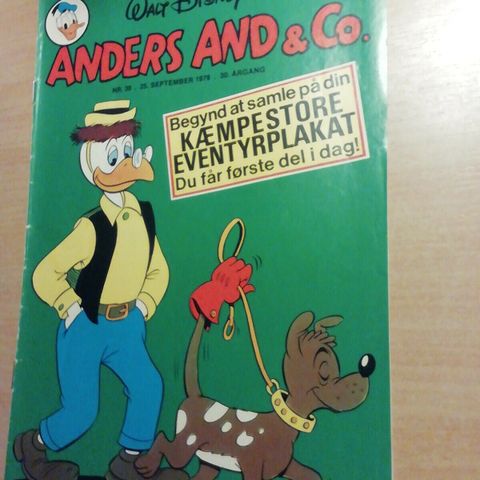 WALT DISNEY
ANDERS AND & Co.
NR. 39 . 25. SEPTEMBER 1978 . 30. ÅRGANG
Begynd at samle på din
KÆMPESTORE
EVENTYRPLAKAT
Du får første del i dag!